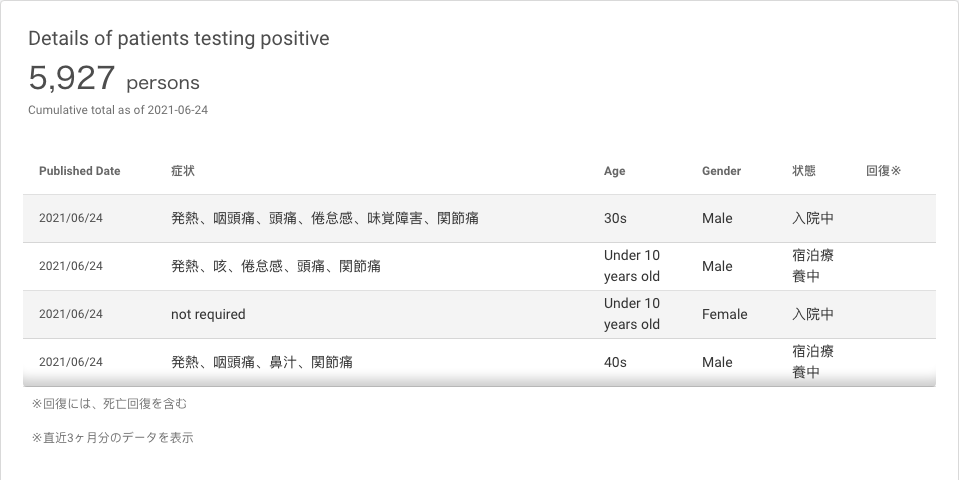 Details of patients testing positive
5,927 persons
Cumulative total as of 2021-06-24
Published Date 症状 Age Gender 状態 回復※
2021/06/24 発熱、咽頭痛、頭痛、倦怠感、味覚障害、関節痛 30s Male 入院中
2021/06/24 発熱、咳、倦怠感、頭痛、関節痛 Under 10 years old Male 宿泊療養中
2021/06/24 not required Under 10 years old Female 入院中
2021/06/24 発熱、咽頭痛、鼻汁、関節痛 40s Male 宿泊療養中
※回復には、死亡回復を含む
※直近3ヶ月分のデータを表示